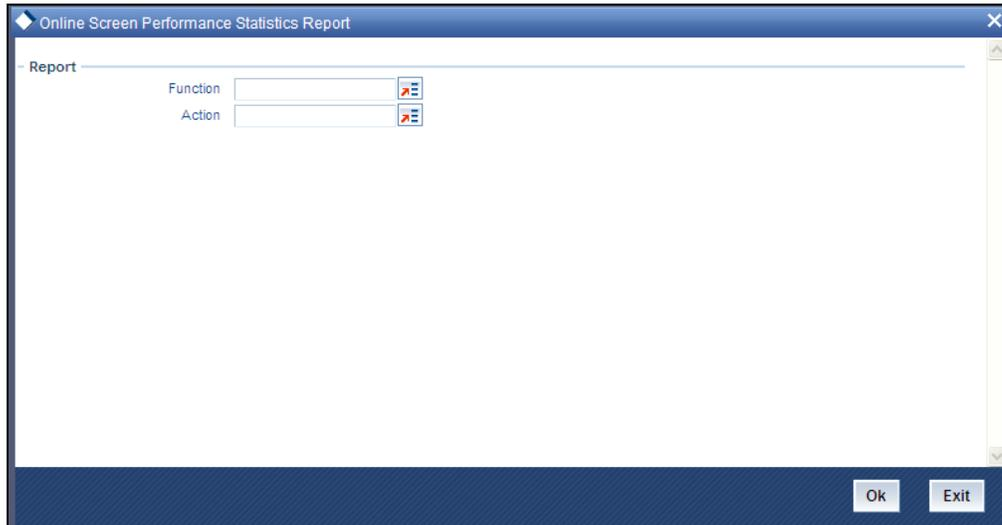 Online Screen Performance Statistics Report
Report
Function
Action
Ok Exit